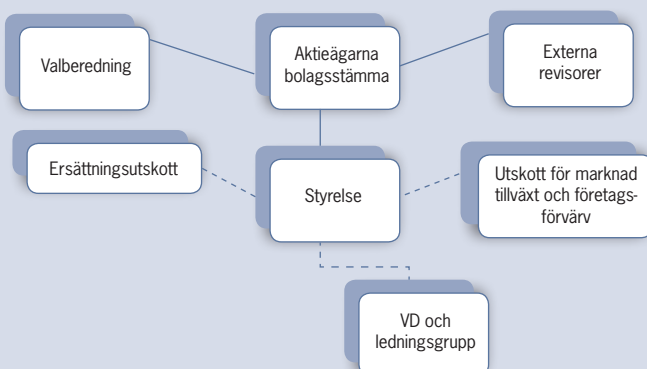 Valberedning
Aktieägarna
bolagsstämma
Externa
revisorer
Ersättningsutskott
Styrelse
Utskott för marknad
tillväxt och företags-
förvärv
VD och
ledningsgrupp